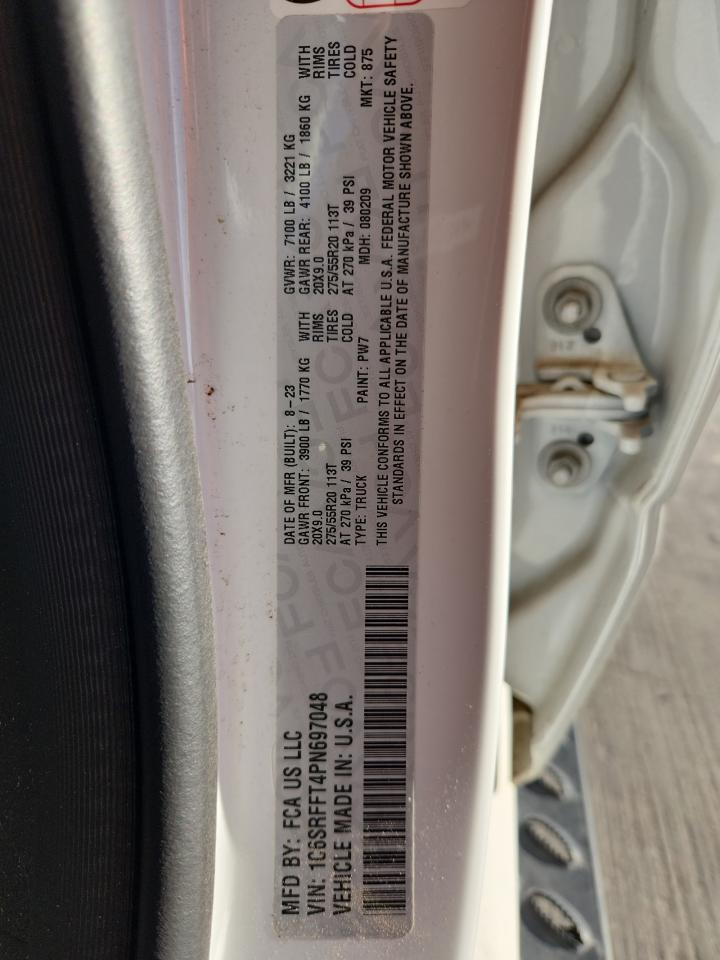 MFD BY: FCA US LLC
VIN: 1C6SRFFT4PN697048
VEHICLE MADE IN: U.S.A.
DATE OF MFR (BUILT): 8-23 GVWR: 7100 LB / 3221 KG
GAWR FRONT: 3900 LB / 1770 KG WITH GAWR REAR: 4100 LB / 1860 KG WITH
20X9.0 RIMS 20X9.0 RIMS
275/55R20 113T TIRES 275/55R20 113T TIRES
AT 270 kPa / 39 PSI COLD AT 270 kPa / 39 PSI COLD
TYPE: TRUCK PAINT: PW7 MDH: 080209 MKT: 875
THIS VEHICLE CONFORMS TO ALL APPLICABLE U.S.A. FEDERAL MOTOR VEHICLE SAFETY
STANDARDS IN EFFECT ON THE DATE OF MANUFACTURE SHOWN ABOVE.